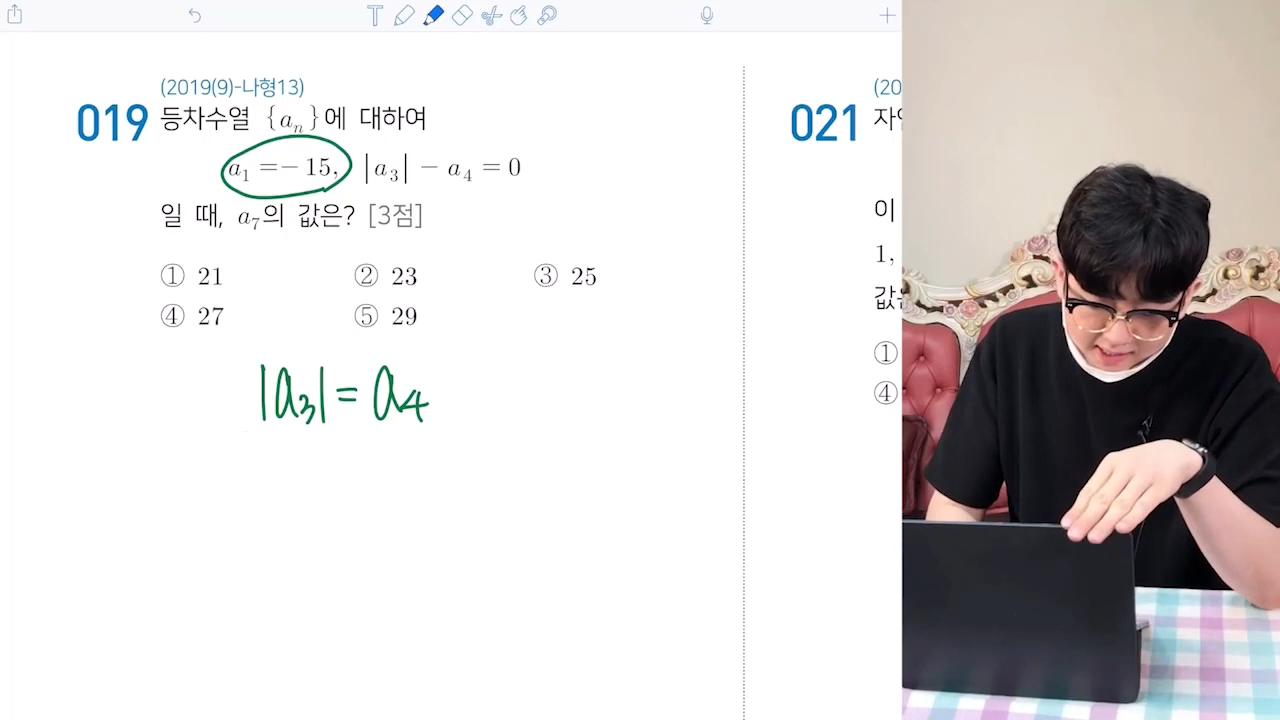 (2019(9)-나형13)
019 등차수열 {aₙ}에 대하여
a₁ =− 15, |a₃| − a₄ = 0
일 때, a₇의 값은? [3점]
① 21 ② 23 ③ 25
④ 27 ⑤ 29
|a₃| = a₄
(20
021
이
1,
①
④